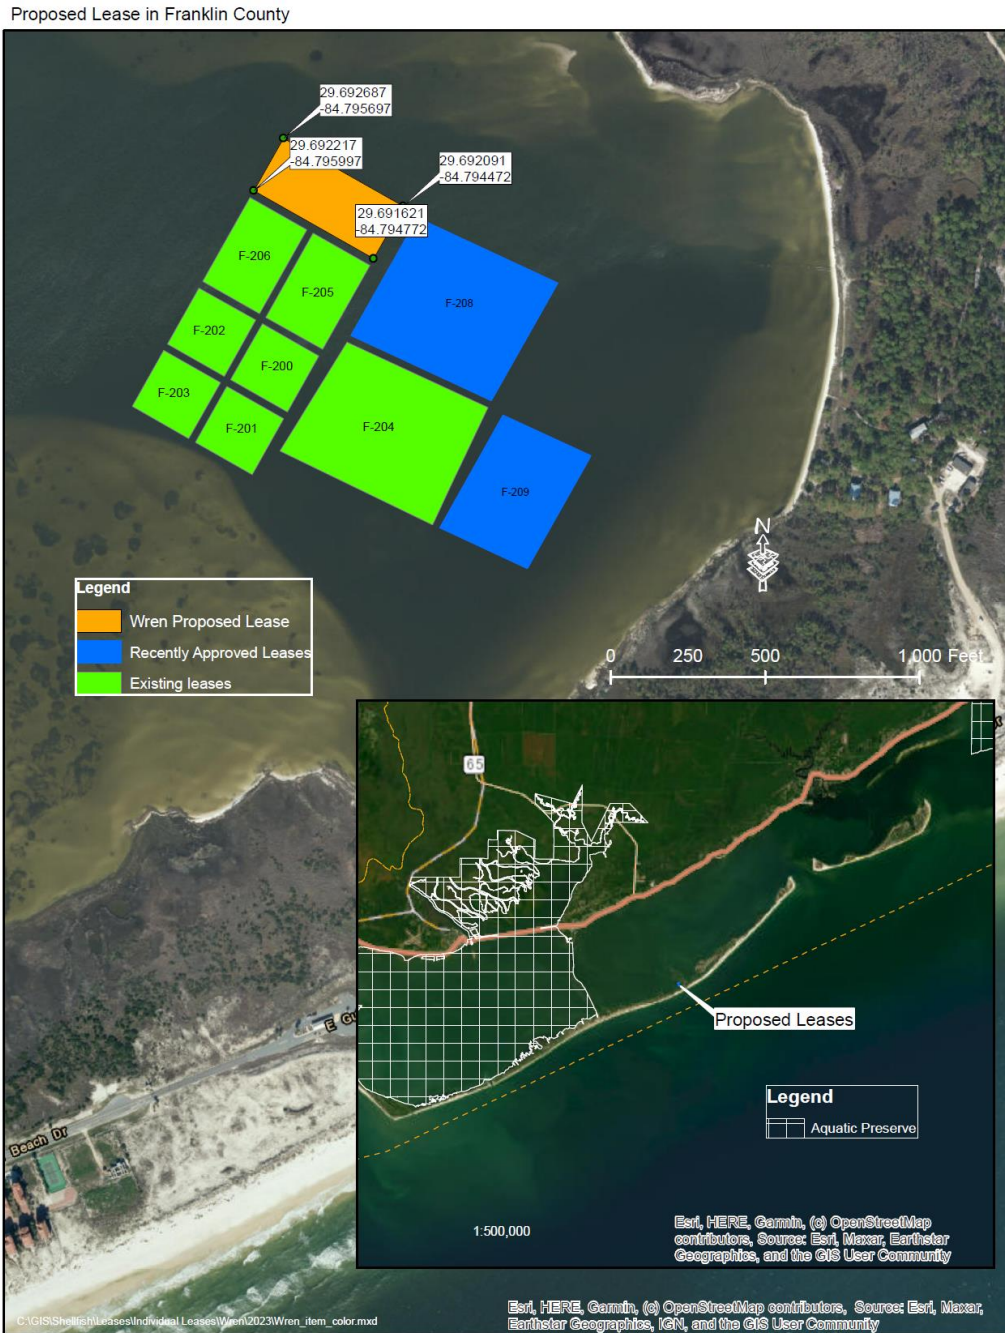 Proposed Lease in Franklin County
29.692687
-84.795697
29.692217
-84.795997
29.692091
-84.794472
29.691621
-84.794772
F-206
F-205
F-208
F-202
F-200
F-203
F-201
F-204
F-209
N
Legend
Wren Proposed Lease
Recently Approved Leases
Existing leases
0 250 500 1,000 Feet
65
Proposed Leases
Legend
Aquatic Preserve
E Gu
Beach Dr
1:500,000
Esri, HERE, Garmin, (c) OpenStreetMap
contributors, Source: Esri, Maxar, Earthstar
Geographics, and the GIS User Community
C:\GIS\Shellfish\Leases\Individual Leases\Wren\2023\Wren_item_color.mxd
Esri, HERE, Garmin, (c) OpenStreetMap contributors, Source: Esri, Maxar,
Earthstar Geographics, IGN, and the GIS User Community